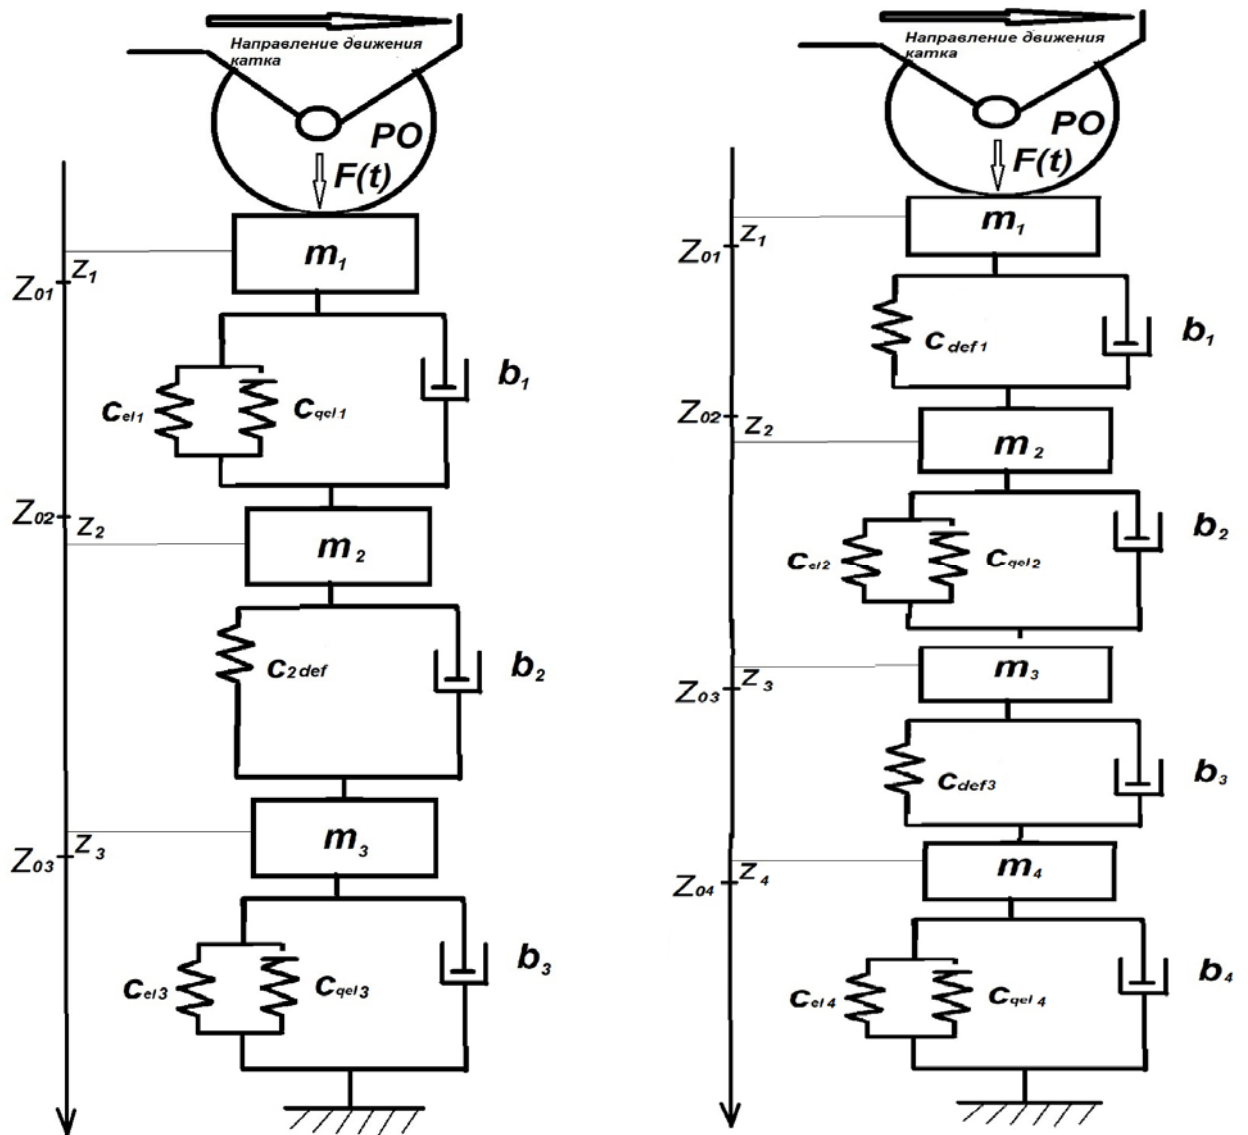 Направление движения
катка
PO
F(t)
m1
Z01
z1
Cel1
Cqel1
b1
Z02
z2
m2
C2def
b2
m3
z3
Z03
Cel3
Cqel3
b3
Направление движения
катка
PO
F(t)
m1
z1
Z01
Cdef1
b1
Z02
z2
m2
Cel2
Cqel2
b2
m3
z3
Z03
Cdef3
b3
m4
z4
Z04
Cel4
Cqel4
b4